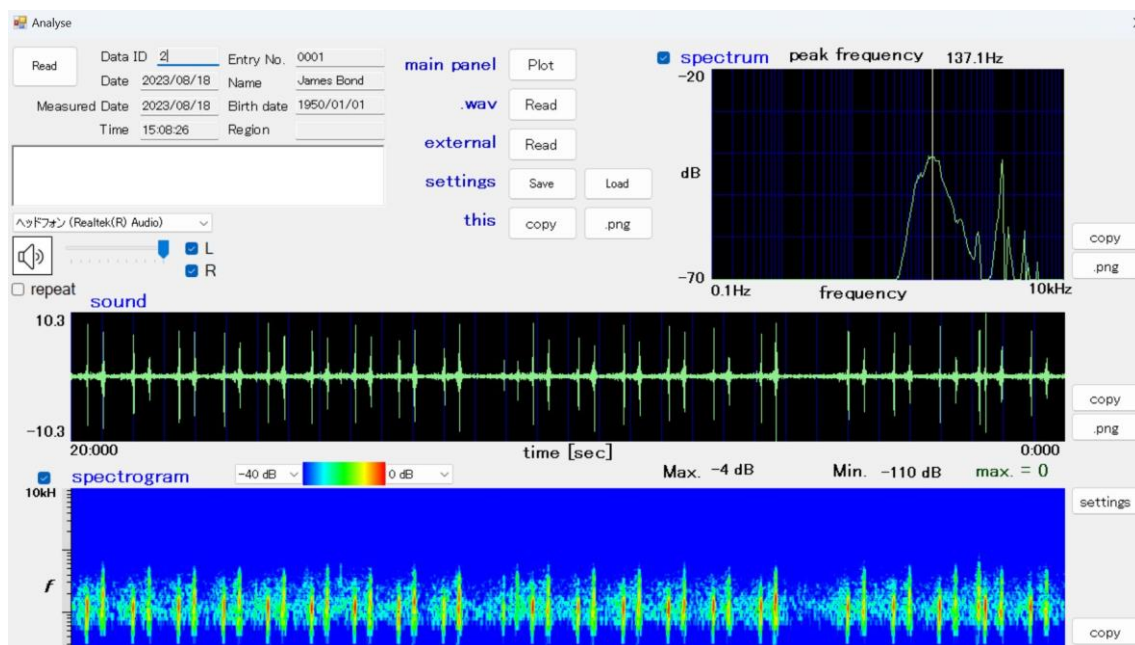 Analyse
Read
Data ID 2
Entry No. 0001
Date 2023/08/18
Name James Bond
Measured Date 2023/08/18
Birth date 1950/01/01
Time 15:08:26
Region
main panel Plot
.wav Read
external Read
settings Save Load
this copy .png
ヘッドフォン (Realtek(R) Audio)
L
R
repeat
spectrum peak frequency 137.1Hz
-20
dB
-70
0.1Hz frequency 10kHz
copy
.png
sound
10.3
-10.3
20:000 time [sec] 0:000
copy
.png
spectrogram -40 dB 0 dB Max. -4 dB Min. -110 dB max. = 0
10kH
f
settings
copy